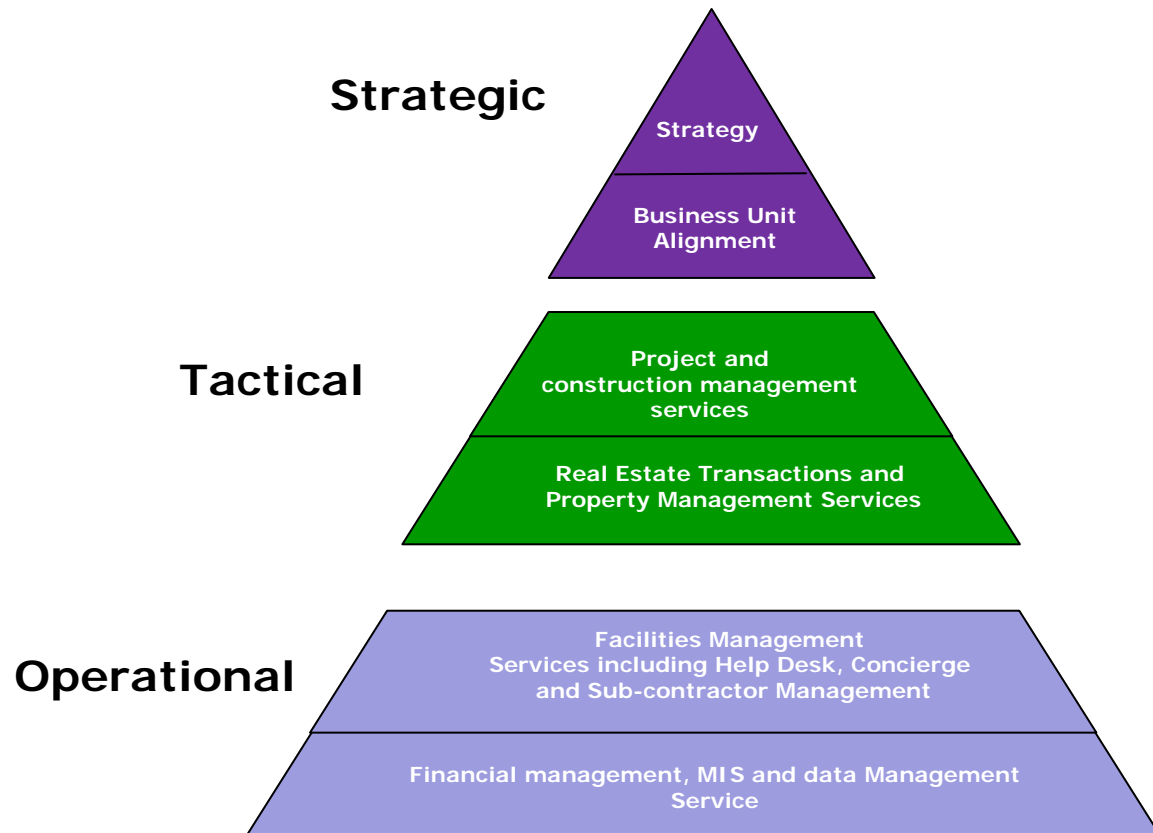 Strategic
Strategy
Business Unit
Alignment
Tactical
Project and
construction management
services
Real Estate Transactions and
Property Management Services
Operational
Facilities Management
Services including Help Desk, Concierge
and Sub-contractor Management
Financial management, MIS and data Management
Service